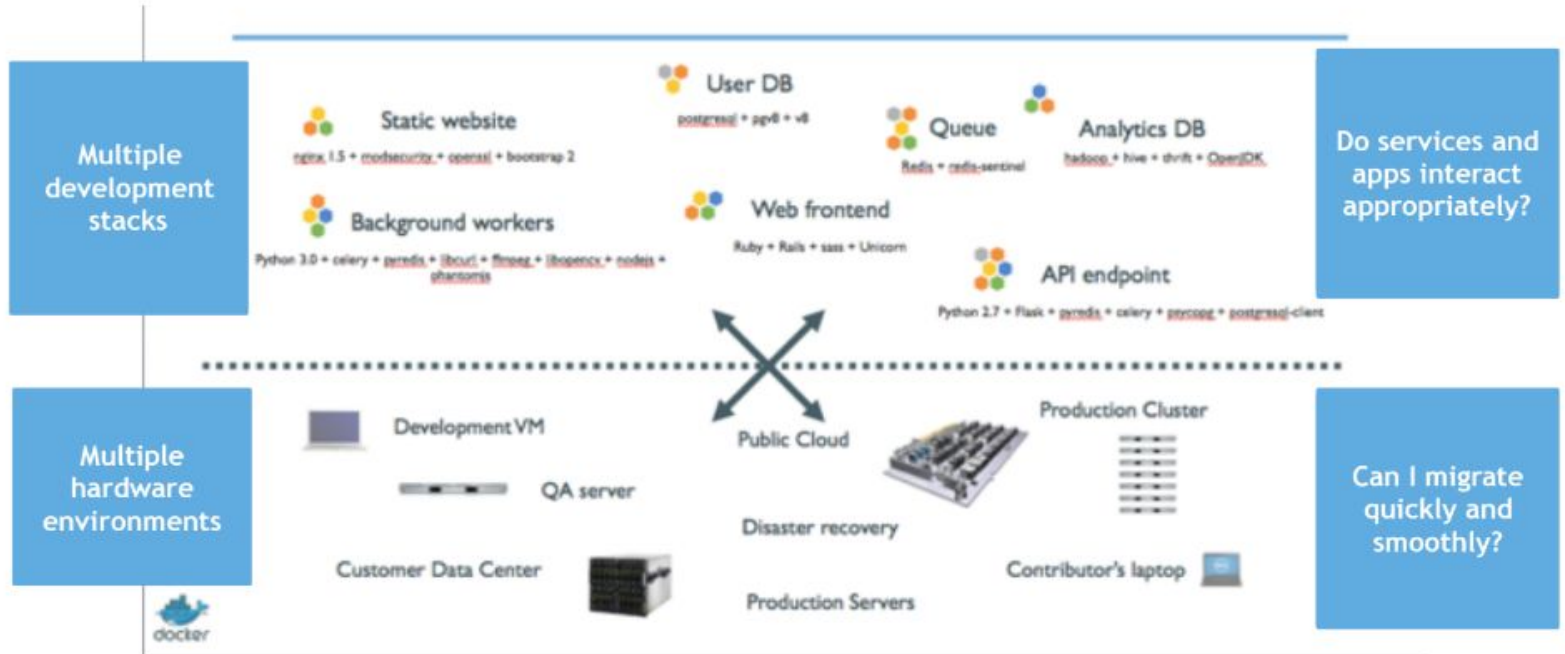 Multiple
development
stacks
Static website
nginx 1.5 + modsecurity + openssl + bootstrap 2
User DB
postgresql + pgv8 + v8
Queue
Redis + redis-sentinel
Analytics DB
hadoop + hive + thrift + OpenJDK
Background workers
Python 3.0 + celery + pyredis + libcurl + ffmpeg + libopencv + nodejs +
phantomjs
Web frontend
Ruby + Rails + sass + Unicorn
API endpoint
Python 2.7 + Flask + pyredis + celery + psycopg + postgresql-client
Do services and
apps interact
appropriately?
Multiple
hardware
environments
Development VM
QA server
Customer Data Center
Public Cloud
Disaster recovery
Production Servers
Production Cluster
Contributor's laptop
Can I migrate
quickly and
smoothly?
docker